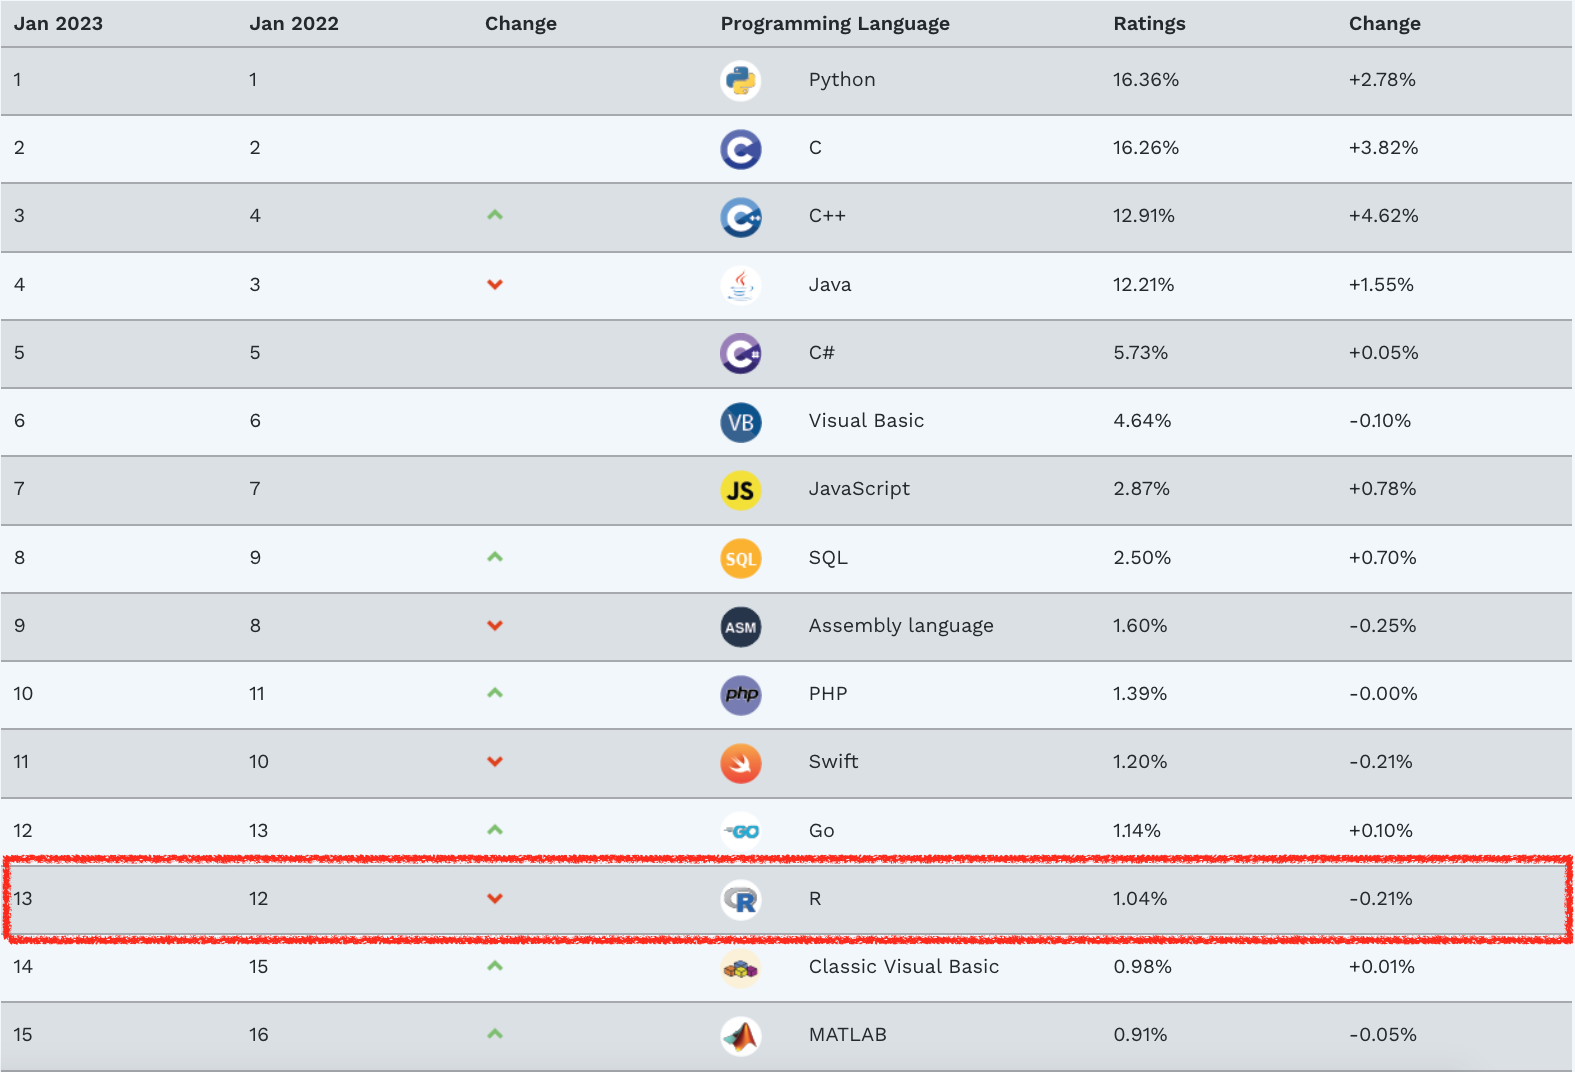 Jan 2023 Jan 2022 Change Programming Language Ratings Change
1 1 Python 16.36% +2.78%
2 2 C C 16.26% +3.82%
3 4 C++ C++ 12.91% +4.62%
4 3 Java 12.21% +1.55%
5 5 C# C# 5.73% +0.05%
6 6 VB Visual Basic 4.64% -0.10%
7 7 JS JavaScript 2.87% +0.78%
8 9 SQL SQL 2.50% +0.70%
9 8 ASM Assembly language 1.60% -0.25%
10 11 php PHP 1.39% -0.00%
11 10 Swift 1.20% -0.21%
12 13 GO Go 1.14% +0.10%
13 12 R R 1.04% -0.21%
14 15 Classic Visual Basic 0.98% +0.01%
15 16 MATLAB 0.91% -0.05%